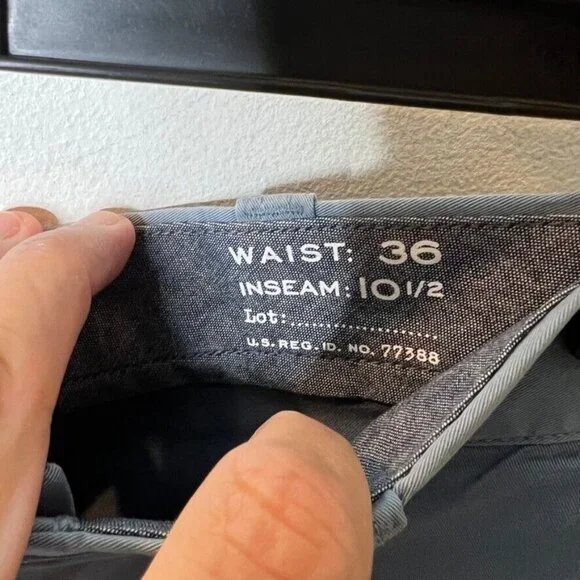 WAIST: 36
INSEAM: 10 1/2
Lot:......................
U.S. REG. ID. NO. 77388